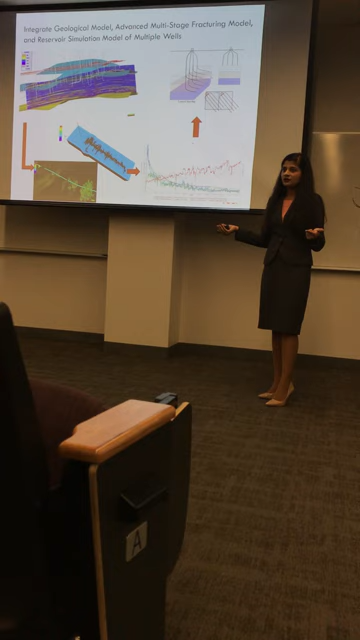 Integrate Geological Model, Advanced Multi-Stage Fracturing Model,
and Reservoir Simulation Model of Multiple Wells
A